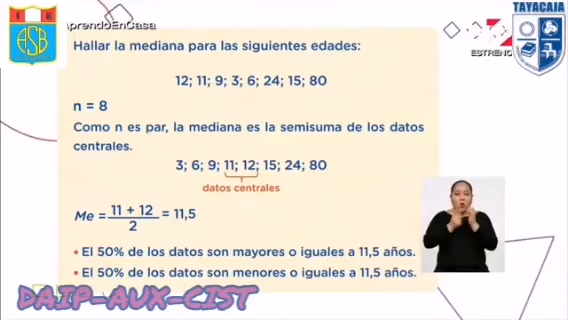 AprendoEnCasa
TAYACAJA
ASB
ESTRENO
Hallar la mediana para las siguientes edades:
12; 11; 9; 3; 6; 24; 15; 80
n = 8
Como n es par, la mediana es la semisuma de los datos
centrales.
3; 6; 9; 11; 12; 15; 24; 80
datos centrales
Me = 11 + 12 / 2 = 11,5
• El 50% de los datos son mayores o iguales a 11,5 años.
• El 50% de los datos son menores o iguales a 11,5 años.
DAIP-AUX-CIST